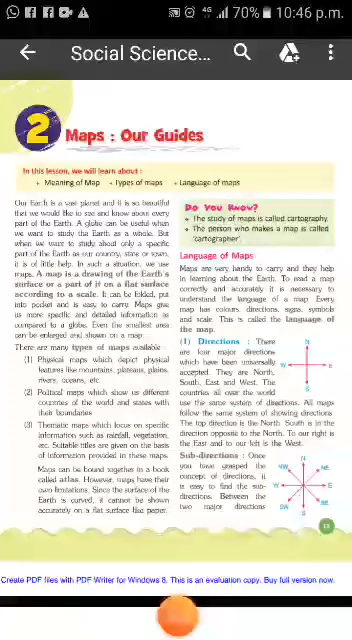 4G 70% 10:46 p.m.
Social Science...
2 Maps : Our Guides
In this lesson, we will learn about :
• Meaning of Map • Types of maps • Language of maps
Our Earth is a vast planet and it is so beautiful
that we would like to see and know about every
part of the Earth. A globe can be useful when
we want to study the Earth as a whole. But
when we want to study about only a specific
part of the Earth as our country, state or town,
it is of little help. In such a situation, we use
maps. A map is a drawing of the Earth's
surface or a part of it on a flat surface
according to a scale. It can be folded, put
into pocket and is easy to carry. Maps give
us more specific and detailed information as
compared to a globe. Even the smallest area
can be enlarged and shown on a map.
There are many types of maps available -
(1) Physical maps which depict physical
features like mountains, plateaus, plains,
rivers, oceans, etc.
(2) Political maps which show us different
countries of the world and states with
their boundaries.
(3) Thematic maps which focus on specific
information such as rainfall, vegetation,
etc. Suitable titles are given on the basis
of information provided in these maps.
Maps can be bound together in a book
called atlas. However, maps have their
own limitations. Since the surface of the
Earth is curved, it cannot be shown
accurately on a flat surface like paper.
Do You Know?
• The study of maps is called cartography.
• The person who makes a map is called
'cartographer'.
Language of Maps
Maps are very handy to carry and they help
in learning about the Earth. To read a map
correctly and accurately it is necessary to
understand the language of a map. Every
map has colours, directions, signs, symbols
and scale. This is called the language of
the map.
(1) Directions : There
are four major directions
which have been universally
accepted. They are North,
South, East and West. The
countries all over the world
use the same system of directions. All maps
follow the same system of showing directions.
The top direction is the North. South is in the
direction opposite to the North. To our right is
the East and to our left is the West.
N
W E
S
Sub-directions : Once
you have grasped the
concept of directions, it
is easy to find the sub-
directions. Between the
two major directions
N
NW NE
W E
SW SE
S
13
Create PDF files with PDF Writer for Windows 8. This is an evaluation copy. Buy full version now.